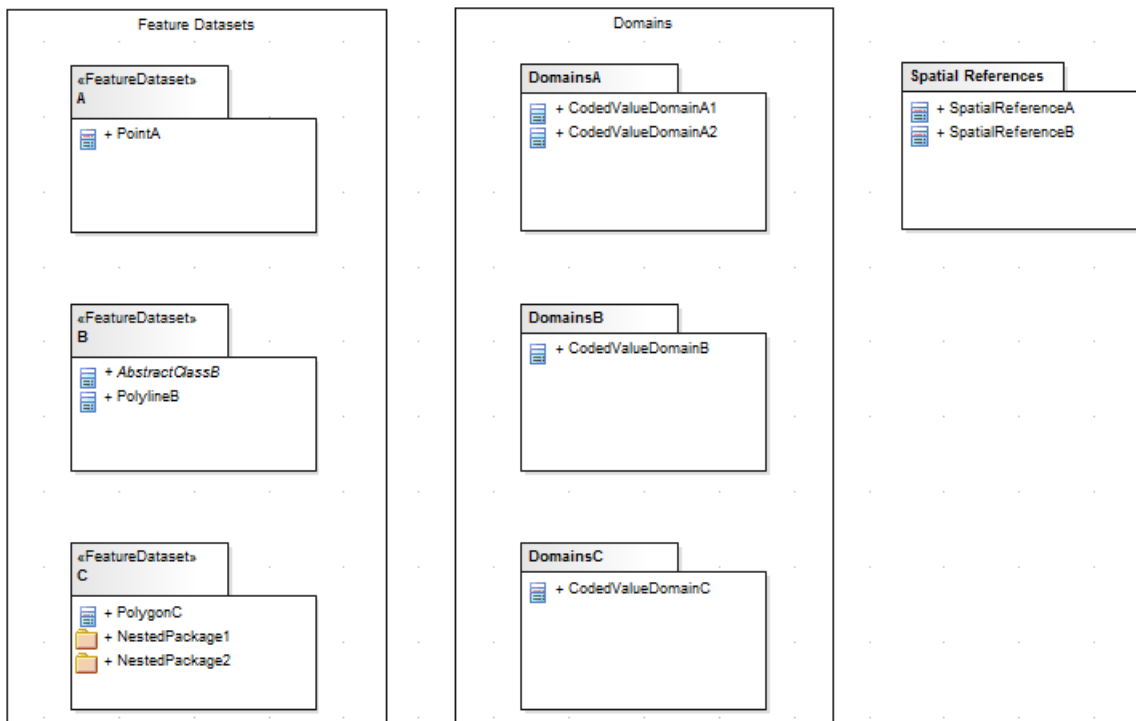 Feature Datasets
«FeatureDataset»
A
+ PointA
«FeatureDataset»
B
+ AbstractClassB
+ PolylineB
«FeatureDataset»
C
+ PolygonC
+ NestedPackage1
+ NestedPackage2
Domains
DomainsA
+ CodedValueDomainA1
+ CodedValueDomainA2
DomainsB
+ CodedValueDomainB
DomainsC
+ CodedValueDomainC
Spatial References
+ SpatialReferenceA
+ SpatialReferenceB